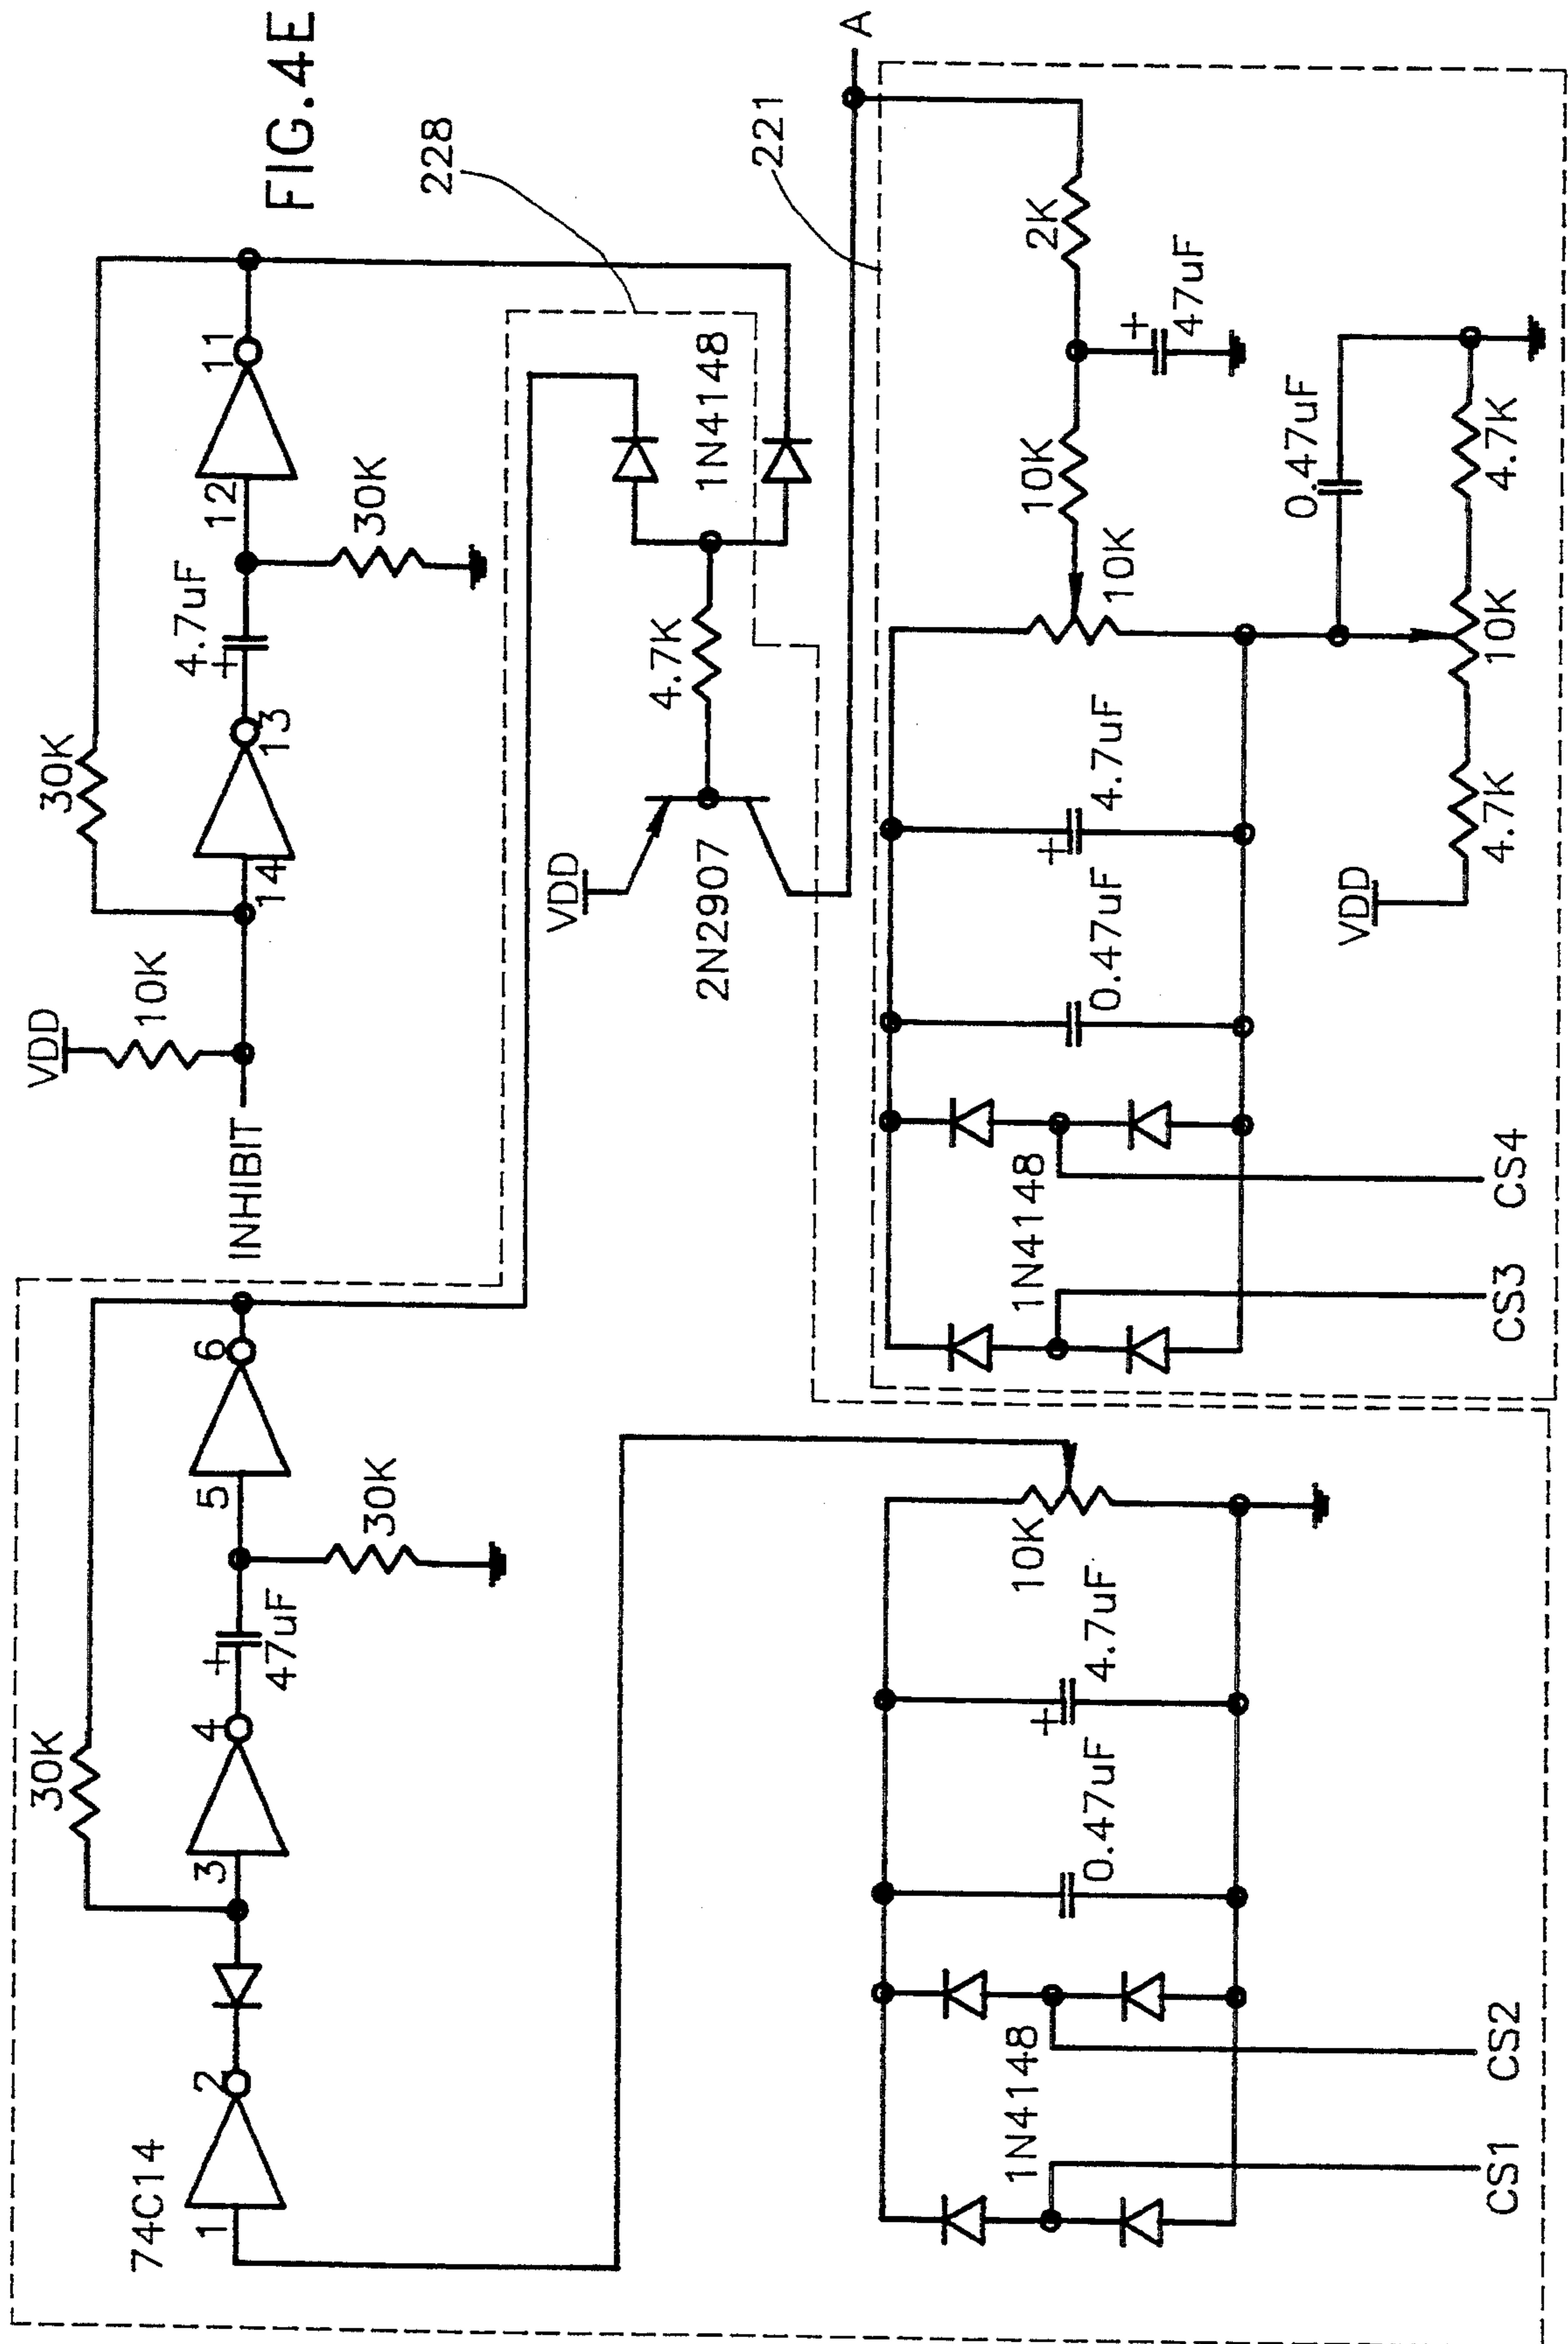 FIG.4E
74C14
1
2
3
4
5
6
30K
47uF
30K
INHIBIT
VDD
10K
14
13
12
11
30K
4.7uF
30K
228
VDD
2N2907
4.7K
1N4148
A
221
CS1
CS2
1N4148
0.47uF
+
4.7uF
10K
CS3
CS4
1N4148
0.47uF
+
4.7uF
10K
10K
2K
+
47uF
0.47uF
VDD
4.7K
10K
4.7K
+
+